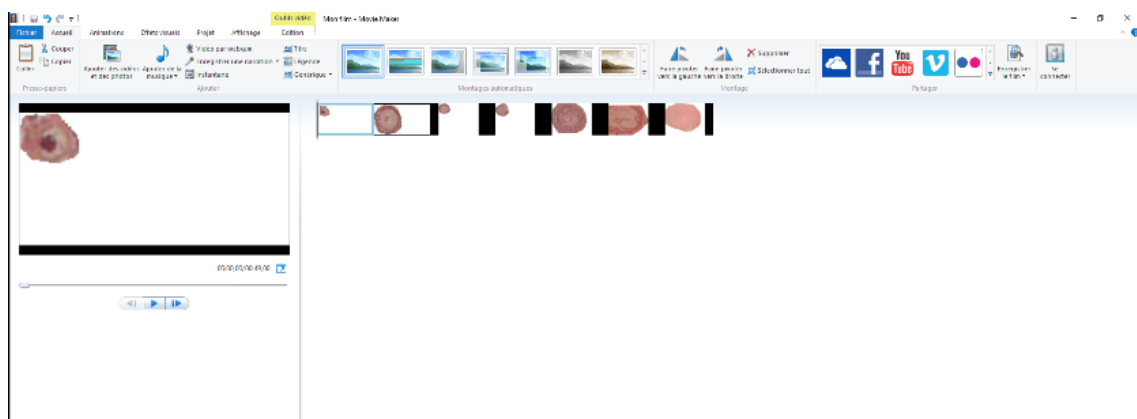 Outils vidéo Mon film - Movie Maker
Fichier Accueil Animations Effets visuels Projet Affichage Edition
Coller
Couper
Copier
Presse-papiers
Ajouter des vidéos et des photos
Ajouter de la musique
Vidéo par webcam
Enregistrer une narration
Instantané
Titre
Légende
Générique
Ajouter
Montages automatiques
Faire pivoter vers la gauche
Faire pivoter vers la droite
Supprimer
Sélectionner tout
Montage
f
You
Tube
V
Partager
Enregistrer le film
Se connecter